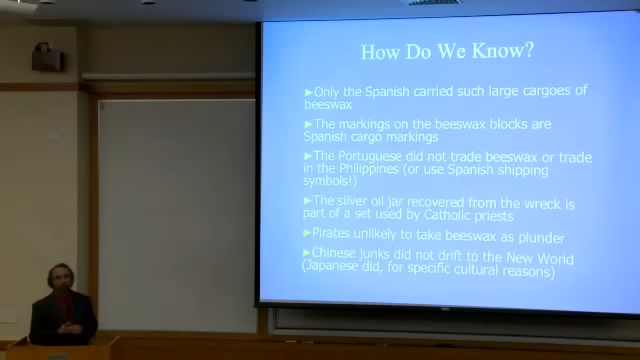 How Do We Know?
►Only the Spanish carried such large cargoes of
beeswax
►The markings on the beeswax blocks are
Spanish cargo markings
►The Portuguese did not trade beeswax or trade
in the Philippines (or use Spanish shipping
symbols!)
►The silver oil jar recovered from the wreck is
part of a set used by Catholic priests
►Pirates unlikely to take beeswax as plunder
►Chinese junks did not drift to the New World
(Japanese did, for specific cultural reasons)